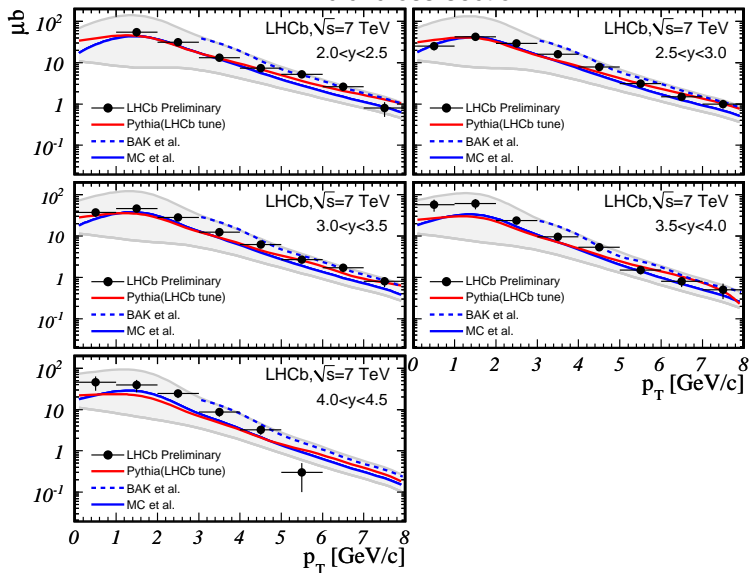 μb
10²
10
1
10⁻¹
LHCb,√s=7 TeV
2.0<y<2.5
LHCb Preliminary
Pythia(LHCb tune)
BAK et al.
MC et al.
LHCb,√s=7 TeV
2.5<y<3.0
LHCb Preliminary
Pythia(LHCb tune)
BAK et al.
MC et al.
10²
10
1
10⁻¹
LHCb,√s=7 TeV
3.0<y<3.5
LHCb Preliminary
Pythia(LHCb tune)
BAK et al.
MC et al.
LHCb,√s=7 TeV
3.5<y<4.0
LHCb Preliminary
Pythia(LHCb tune)
BAK et al.
MC et al.
0 1 2 3 4 5 6 7 8
p_T [GeV/c]
10²
10
1
10⁻¹
LHCb,√s=7 TeV
4.0<y<4.5
LHCb Preliminary
Pythia(LHCb tune)
BAK et al.
MC et al.
0 1 2 3 4 5 6 7 8
p_T [GeV/c]